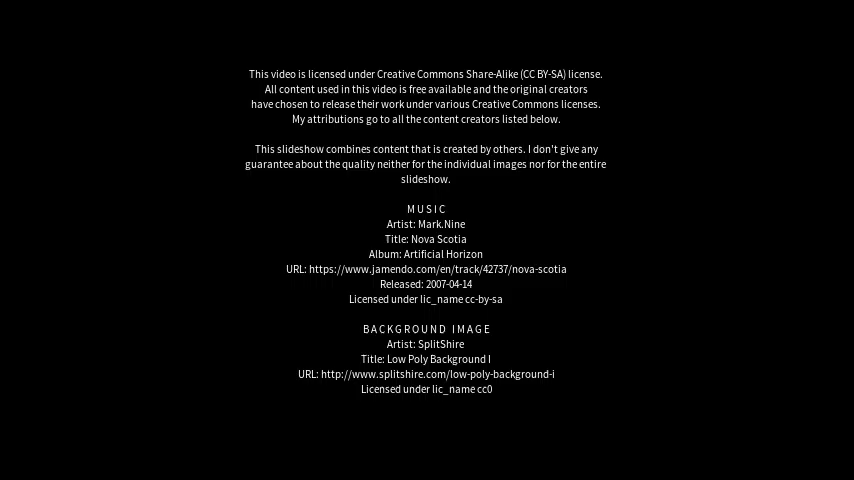 This video is licensed under Creative Commons Share-Alike (CC BY-SA) license.
All content used in this video is free available and the original creators
have chosen to release their work under various Creative Commons licenses.
My attributions go to all the content creators listed below.
This slideshow combines content that is created by others. I don't give any
guarantee about the quality neither for the individual images nor for the entire
slideshow.
MUSIC
Artist: Mark.Nine
Title: Nova Scotia
Album: Artificial Horizon
URL: https://www.jamendo.com/en/track/42737/nova-scotia
Released: 2007-04-14
Licensed under lic_name cc-by-sa
BACKGROUND IMAGE
Artist: SplitShire
Title: Low Poly Background I
URL: http://www.splitshire.com/low-poly-background-i
Licensed under lic_name cc0